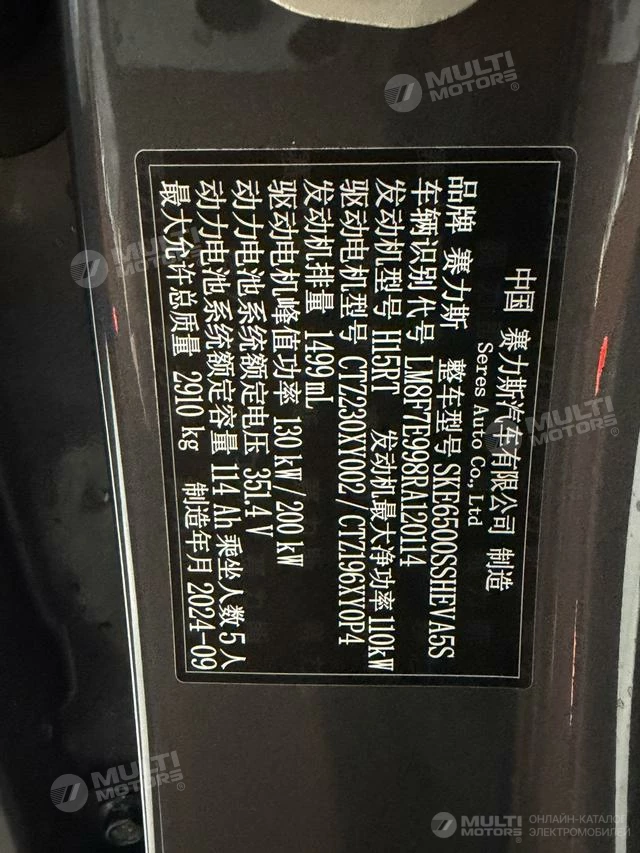 中国 赛力斯汽车有限公司 制造
Seres Auto Co., Ltd
品牌 赛力斯 整车型号 SKE6500SSHEVA5S
车辆识别代号 LM8F7E998RA120114
发动机型号 H15RT 发动机最大净功率 110kW
驱动电机型号 CTZ230XY002 / CTZ196XY0P4
发动机排量 1499 mL
驱动电机峰值功率 130 kW/200 kW
动力电池系统额定电压 351.4 V
动力电池系统额定容量 114 Ah 乘坐人数 5 人
最大允许总质量 2910 kg 制造年月 2024-09
MULTI MOTORS®
MULTI MOTORS
MULTI MOTORS
MULTI MOTORS®
MULTI MOTORS®
ОНЛАЙН-КАТАЛОГ
ЭЛЕКТРОМОБИЛЕЙ